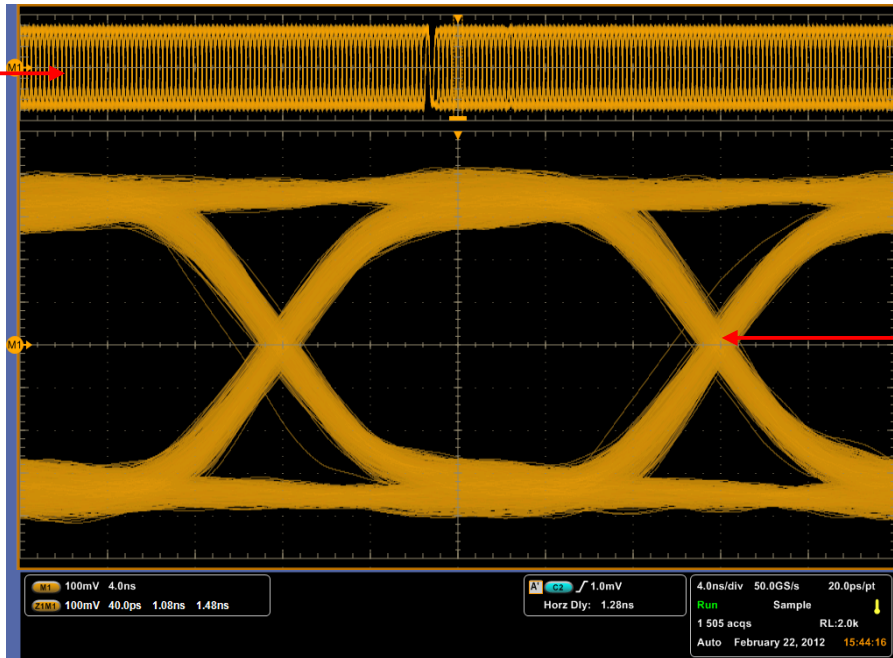 M1
M1
M1 100mV 4.0ns
Z1M1 100mV 40.0ps 1.08ns 1.48ns
A' C2 1.0mV
Horz Dly: 1.28ns
4.0ns/div 50.0GS/s 20.0ps/pt
Run Sample
1 505 acqs RL:2.0k
Auto February 22, 2012 15:44:16